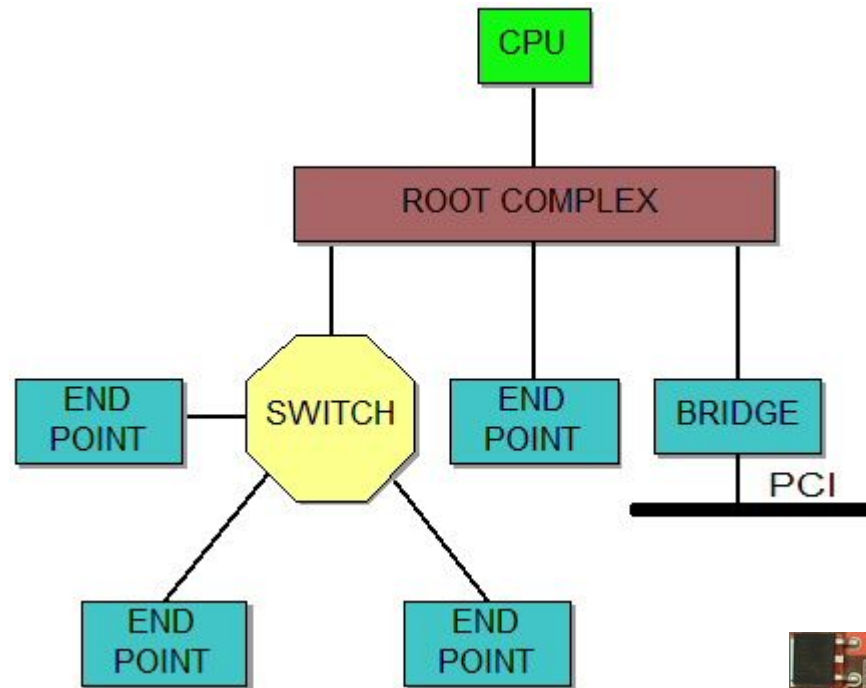 CPU
ROOT COMPLEX
END
POINT
SWITCH
END
POINT
BRIDGE
PCI
END
POINT
END
POINT